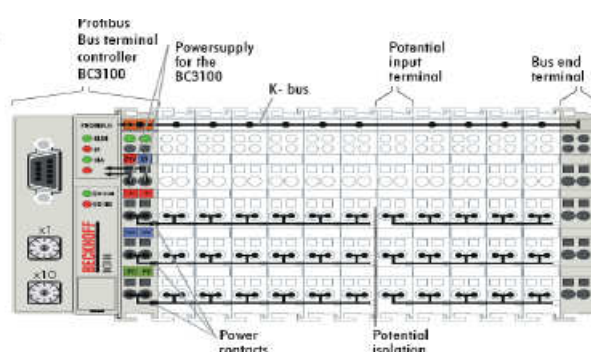 Profibus
Bus terminal
controller
BC3100
Powersupply
for the
BC3100
K- bus
Potential
input
terminal
Bus end
terminal
x1
x10
BECKHOFF
Power
contacts
Potential
isolation